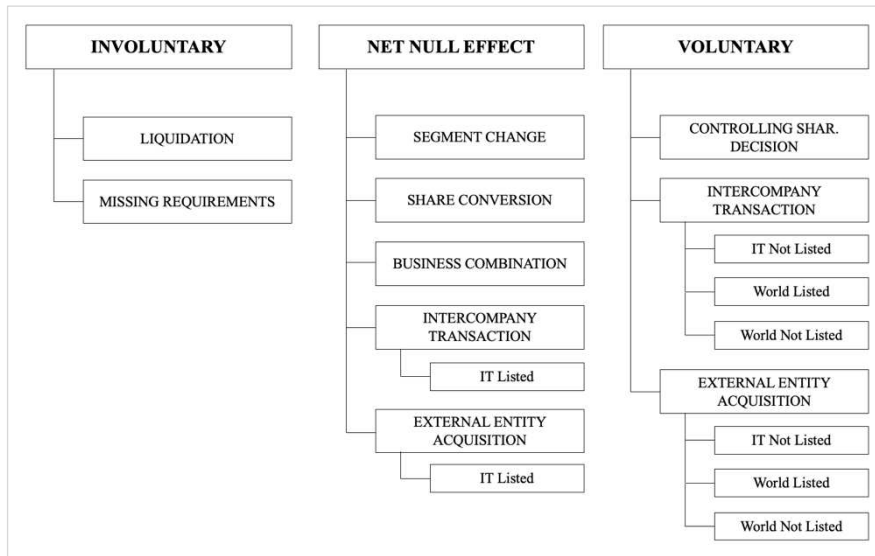 INVOLUNTARY
LIQUIDATION
MISSING REQUIREMENTS
NET NULL EFFECT
SEGMENT CHANGE
SHARE CONVERSION
BUSINESS COMBINATION
INTERCOMPANY
TRANSACTION
IT Listed
EXTERNAL ENTITY
ACQUISITION
IT Listed
VOLUNTARY
CONTROLLING SHAR.
DECISION
INTERCOMPANY
TRANSACTION
IT Not Listed
World Listed
World Not Listed
EXTERNAL ENTITY
ACQUISITION
IT Not Listed
World Listed
World Not Listed